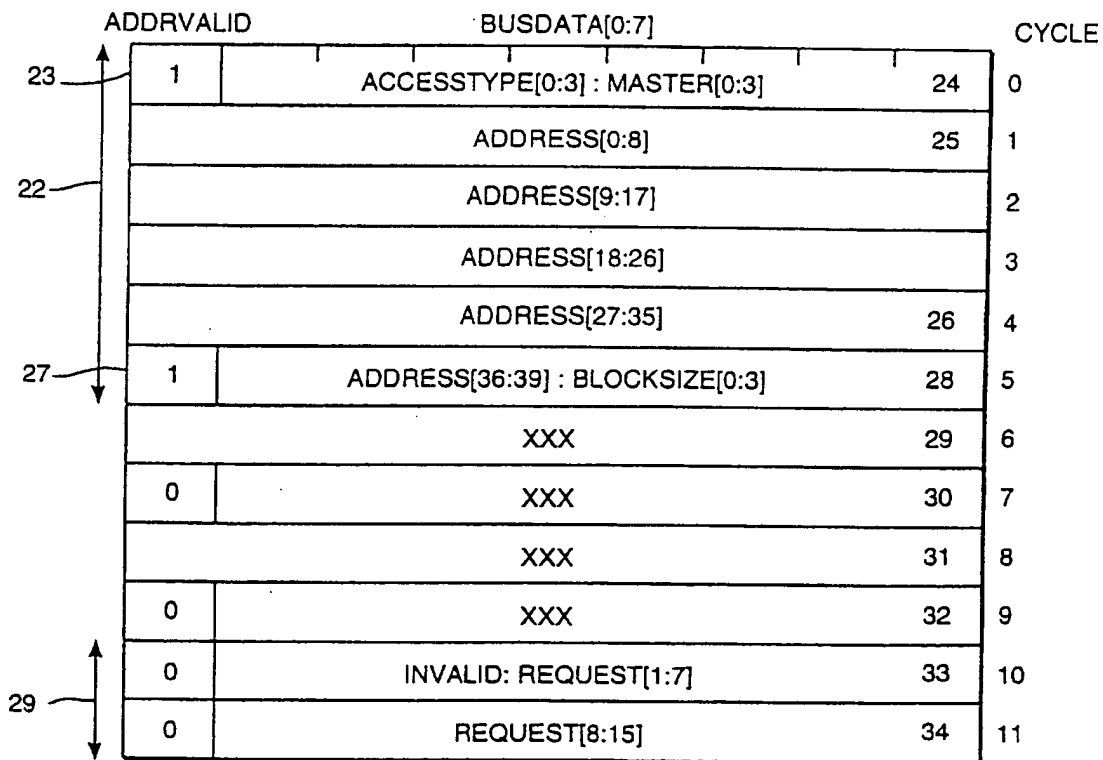 ADDRVALID BUSDATA[0:7] CYCLE
23 1 ACCESSTYPE[0:3] : MASTER[0:3] 24 0
ADDRESS[0:8] 25 1
22 ADDRESS[9:17] 2
ADDRESS[18:26] 3
ADDRESS[27:35] 26 4
27 1 ADDRESS[36:39] : BLOCKSIZE[0:3] 28 5
XXX 29 6
0 XXX 30 7
XXX 31 8
0 XXX 32 9
0 INVALID: REQUEST[1:7] 33 10
29 0 REQUEST[8:15] 34 11